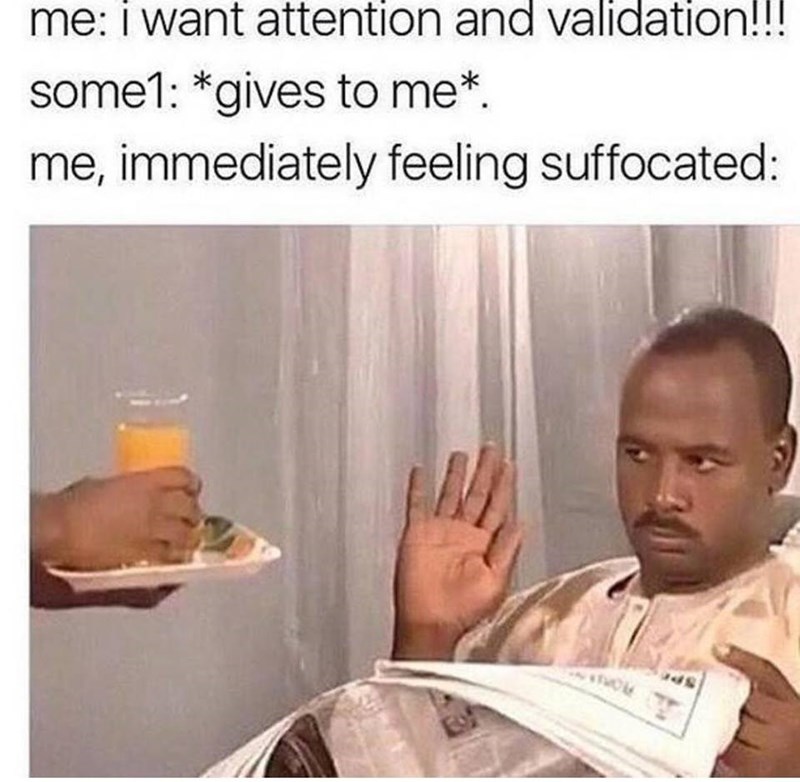 me: i want attention and validation!!!
some1: *gives to me*.
me, immediately feeling suffocated: